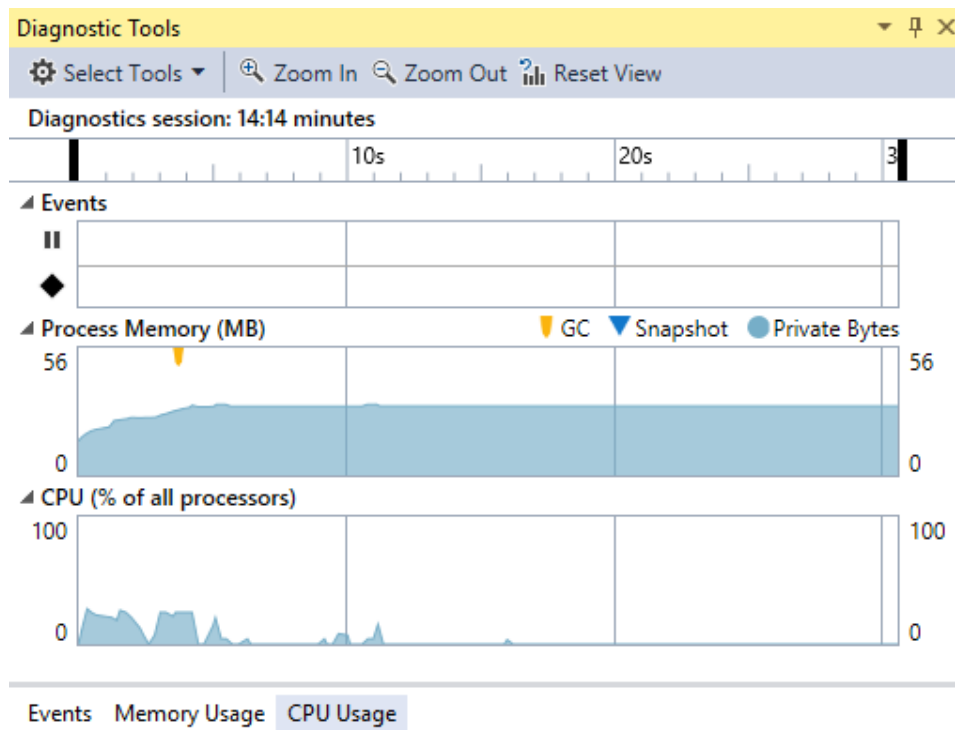 Diagnostic Tools
Select Tools Zoom In Zoom Out Reset View
Diagnostics session: 14:14 minutes
10s 20s 3
Events
Process Memory (MB) GC Snapshot Private Bytes
56 56
0 0
CPU (% of all processors)
100 100
0 0
Events Memory Usage CPU Usage